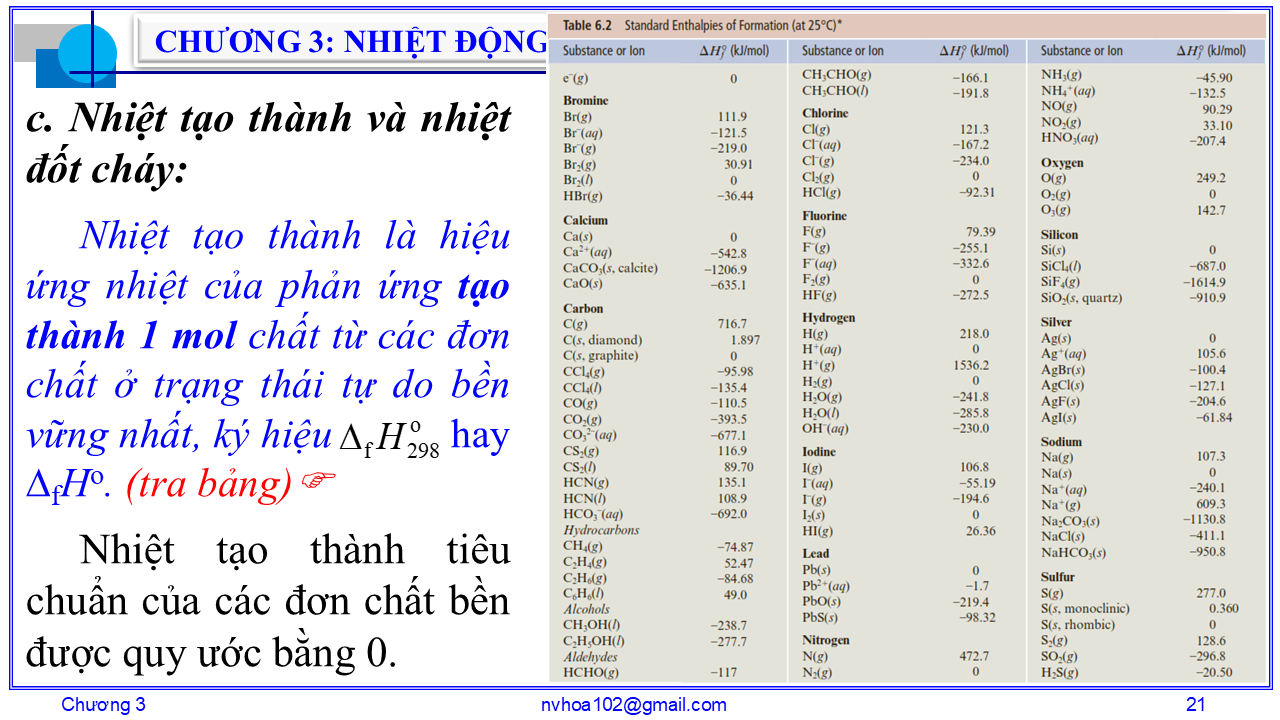 CHƯƠNG 3: NHIỆT ĐỘNG
c. Nhiệt tạo thành và nhiệt
đốt cháy:
Nhiệt tạo thành là hiệu
ứng nhiệt của phản ứng tạo
thành 1 mol chất từ các đơn
chất ở trạng thái tự do bền
vững nhất, ký hiệu ΔfH°298 hay
ΔfHº. (tra bảng)☞
Nhiệt tạo thành tiêu
chuẩn của các đơn chất bền
được quy ước bằng 0.
Table 6.2 Standard Enthalpies of Formation (at 25°C)*
Substance or Ion ΔH°f (kJ/mol)
e⁻(g) 0
Bromine
Br(g) 111.9
Br⁻(aq) −121.5
Br⁻(g) −219.0
Br₂(g) 30.91
Br₂(l) 0
HBr(g) −36.44
Calcium
Ca(s) 0
Ca²⁺(aq) −542.8
CaCO₃(s, calcite) −1206.9
CaO(s) −635.1
Carbon
C(g) 716.7
C(s, diamond) 1.897
C(s, graphite) 0
CCl₄(g) −95.98
CCl₄(l) −135.4
CO(g) −110.5
CO₂(g) −393.5
CO₃²⁻(aq) −677.1
CS₂(g) 116.9
CS₂(l) 89.70
HCN(g) 135.1
HCN(l) 108.9
HCO₃⁻(aq) −692.0
Hydrocarbons
CH₄(g) −74.87
C₂H₄(g) 52.47
C₂H₆(g) −84.68
C₆H₆(l) 49.0
Alcohols
CH₃OH(l) −238.7
C₂H₅OH(l) −277.7
Aldehydes
HCHO(g) −117
Substance or Ion ΔH°f (kJ/mol)
CH₃CHO(g) −166.1
CH₃CHO(l) −191.8
Chlorine
Cl(g) 121.3
Cl⁻(aq) −167.2
Cl⁻(g) −234.0
Cl₂(g) 0
HCl(g) −92.31
Fluorine
F(g) 79.39
F⁻(g) −255.1
F⁻(aq) −332.6
F₂(g) 0
HF(g) −272.5
Hydrogen
H(g) 218.0
H⁺(aq) 0
H⁺(g) 1536.2
H₂(g) 0
H₂O(g) −241.8
H₂O(l) −285.8
OH⁻(aq) −230.0
Iodine
I(g) 106.8
I⁻(aq) −55.19
I⁻(g) −194.6
I₂(s) 0
HI(g) 26.36
Lead
Pb(s) 0
Pb²⁺(aq) −1.7
PbO(s) −219.4
PbS(s) −98.32
Nitrogen
N(g) 472.7
N₂(g) 0
Substance or Ion ΔH°f (kJ/mol)
NH₃(g) −45.90
NH₄⁺(aq) −132.5
NO(g) 90.29
NO₂(g) 33.10
HNO₃(aq) −207.4
Oxygen
O(g) 249.2
O₂(g) 0
O₃(g) 142.7
Silicon
Si(s) 0
SiCl₄(l) −687.0
SiF₄(g) −1614.9
SiO₂(s, quartz) −910.9
Silver
Ag(s) 0
Ag⁺(aq) 105.6
AgBr(s) −100.4
AgCl(s) −127.1
AgF(s) −204.6
AgI(s) −61.84
Sodium
Na(g) 107.3
Na(s) 0
Na⁺(aq) −240.1
Na⁺(g) 609.3
Na₂CO₃(s) −1130.8
NaCl(s) −411.1
NaHCO₃(s) −950.8
Sulfur
S(g) 277.0
S(s, monoclinic) 0.360
S(s, rhombic) 0
S₂(g) 128.6
SO₂(g) −296.8
H₂S(g) −20.50
Chương 3
nvhoa102@gmail.com
21